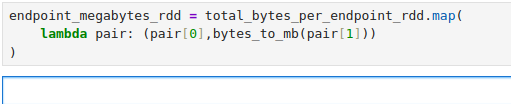 endpoint_megabytes_rdd = total_bytes_per_endpoint_rdd.map(
    lambda pair: (pair[0],bytes_to_mb(pair[1]))
)